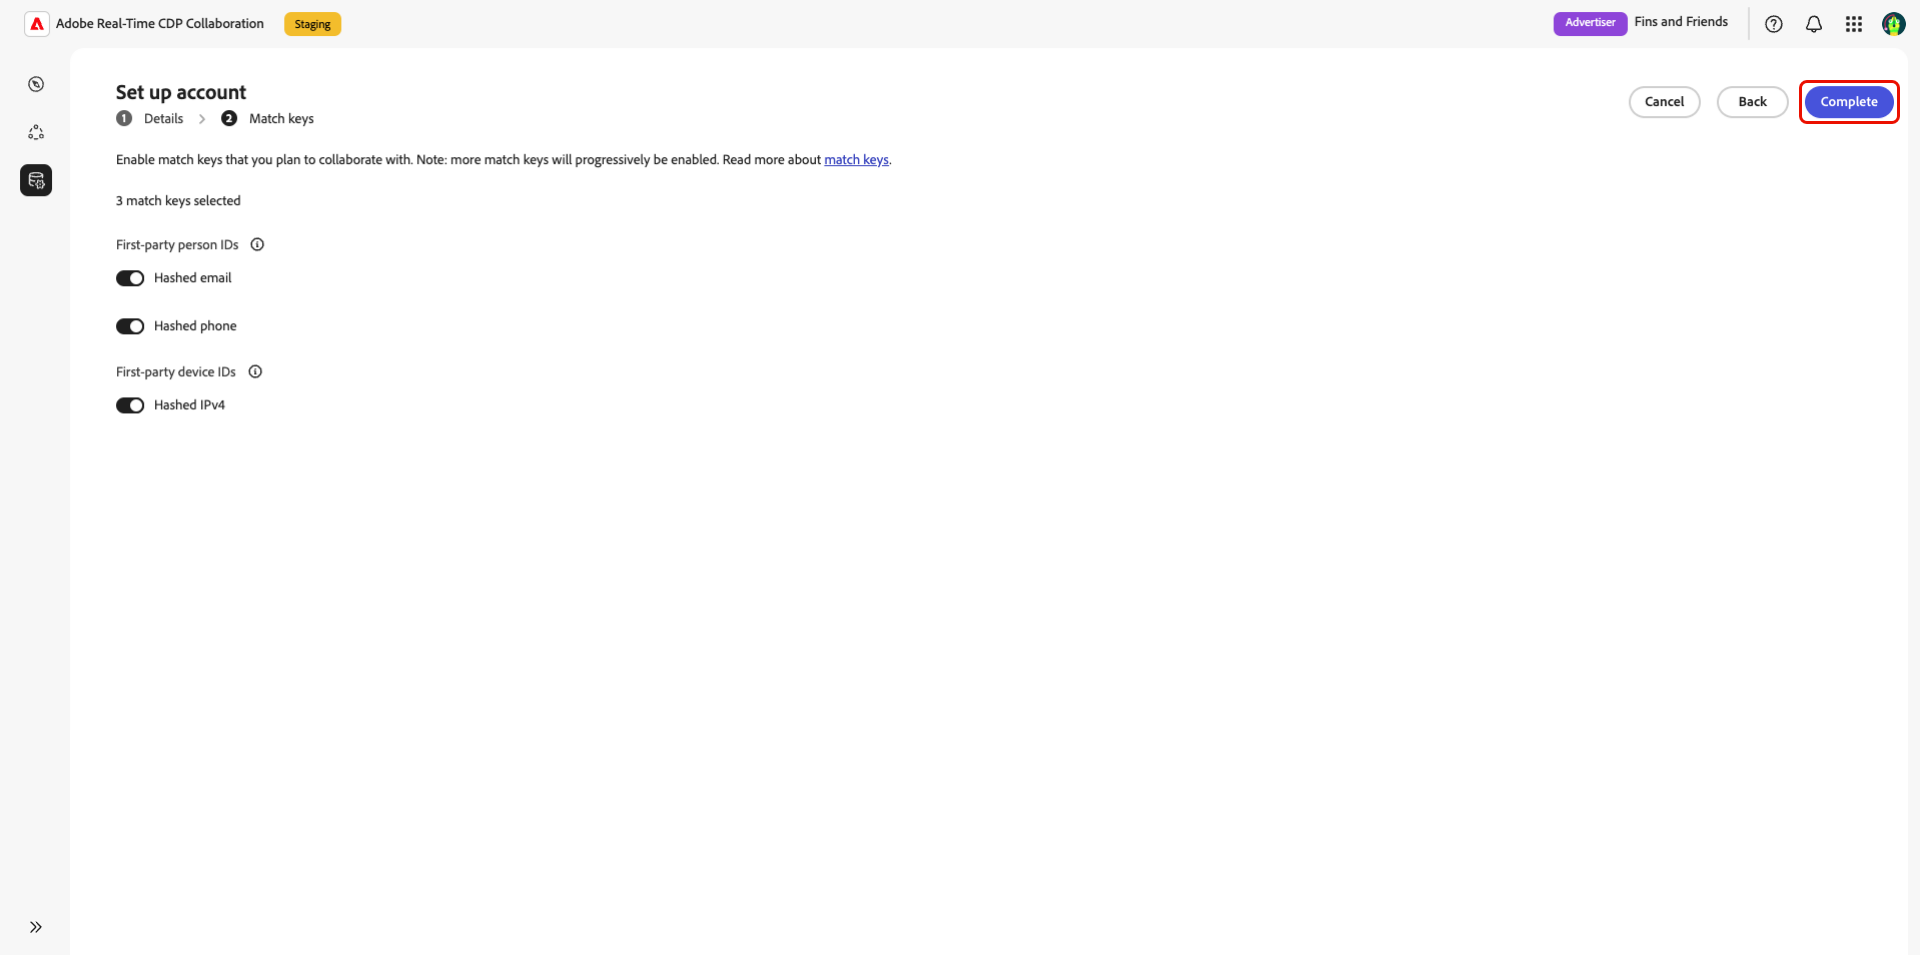 Adobe Real-Time CDP Collaboration Staging Advertiser Fins and Friends
Set up account
1 Details 2 Match keys
Cancel Back Complete
Enable match keys that you plan to collaborate with. Note: more match keys will progressively be enabled. Read more about match keys.
3 match keys selected
First-party person IDs
Hashed email
Hashed phone
First-party device IDs
Hashed IPv4